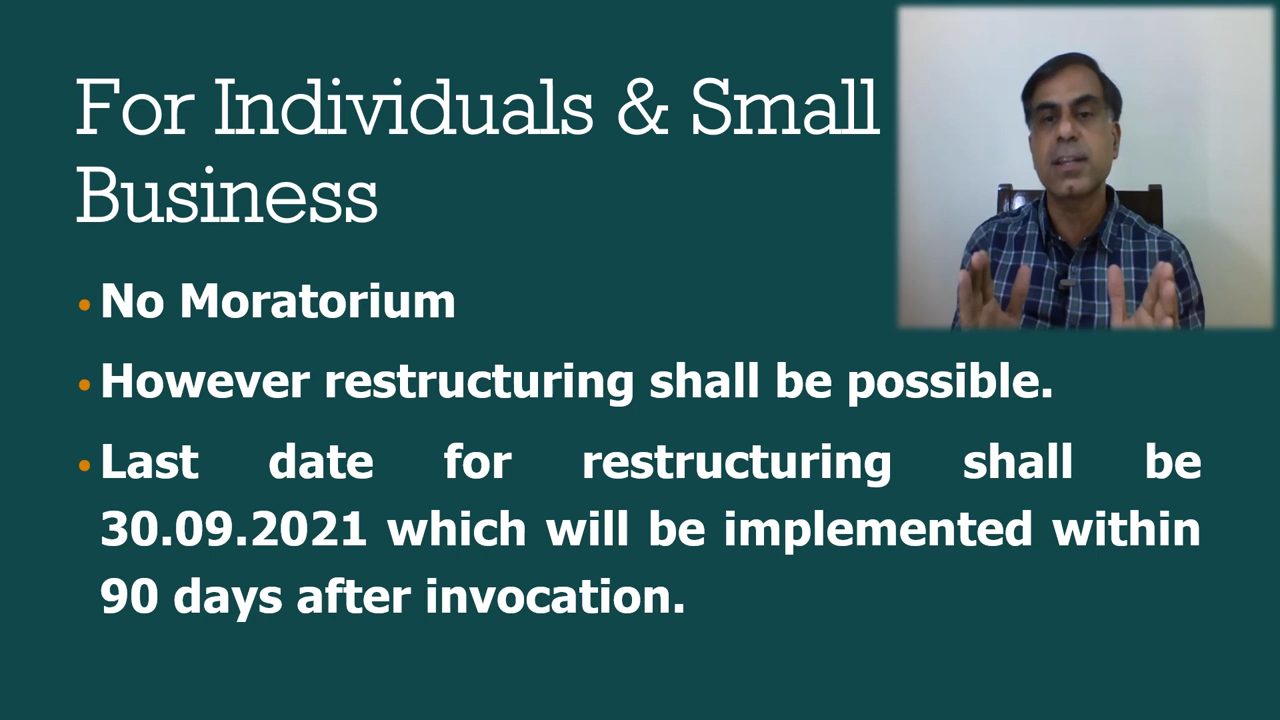 For Individuals & Small
Business
• No Moratorium
• However restructuring shall be possible.
• Last date for restructuring shall be
30.09.2021 which will be implemented within
90 days after invocation.